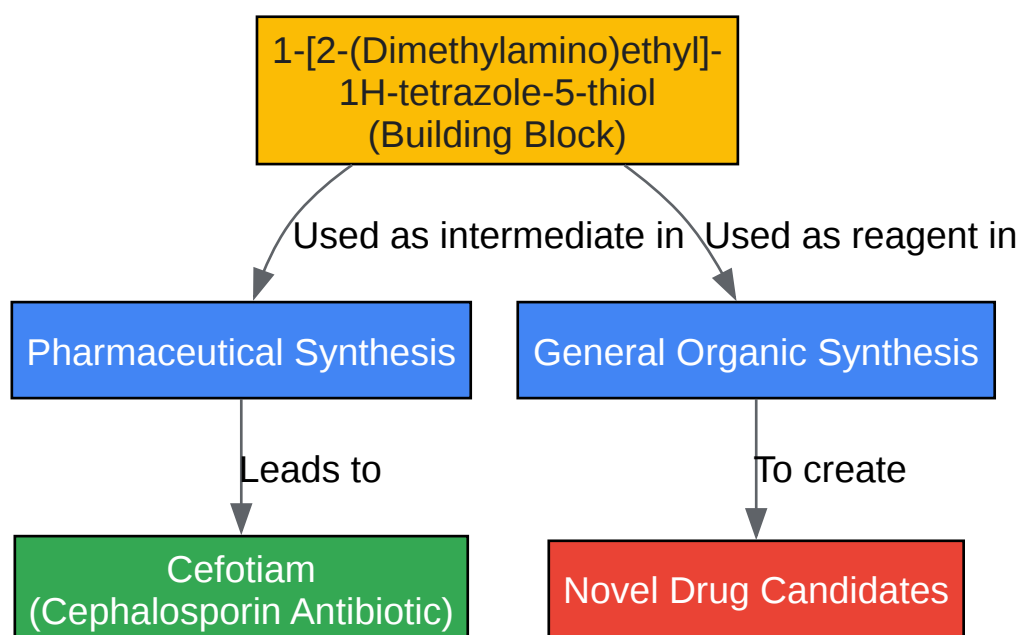 1-[2-(Dimethylamino)ethyl]-
1H-tetrazole-5-thiol
(Building Block)
Used as intermediate in
Used as reagent in
Pharmaceutical Synthesis
General Organic Synthesis
Leads to
To create
Cefotiam
(Cephalosporin Antibiotic)
Novel Drug Candidates